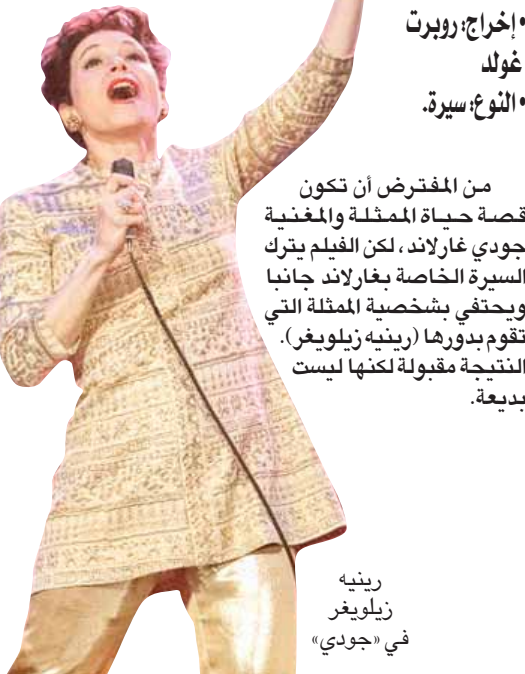 • إخراج: روبرت
غولد
• النوع: سيرة.
من المفترض أن تكون
قصة حياة الممثلة والمغنية
جودي غارلاند، لكن الفيلم يترك
السيرة الخاصة بغارلاند جانبا
ويحتفي بشخصية الممثلة التي
تقوم بدورها (رينيه زيلويغر).
النتيجة مقبولة لكنها ليست
بديعة.
رينيه
زيلويغر
في «جودي»